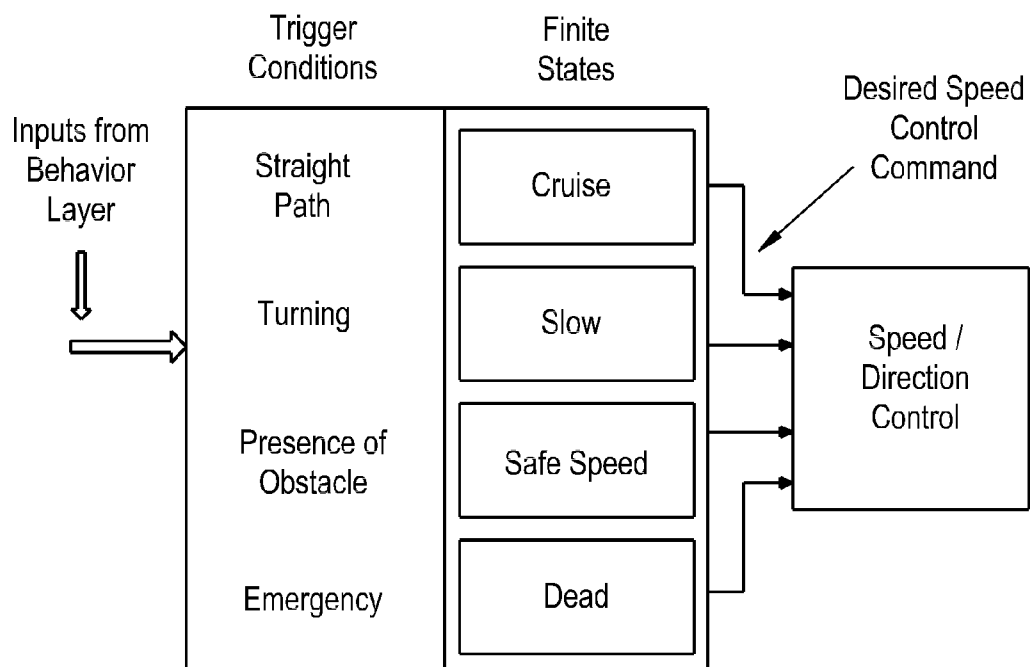 Trigger
Conditions
Finite
States
Desired Speed
Control
Command
Inputs from
Behavior
Layer
Straight
Path
Cruise
Turning
Slow
Speed /
Direction
Control
Presence of
Obstacle
Safe Speed
Emergency
Dead